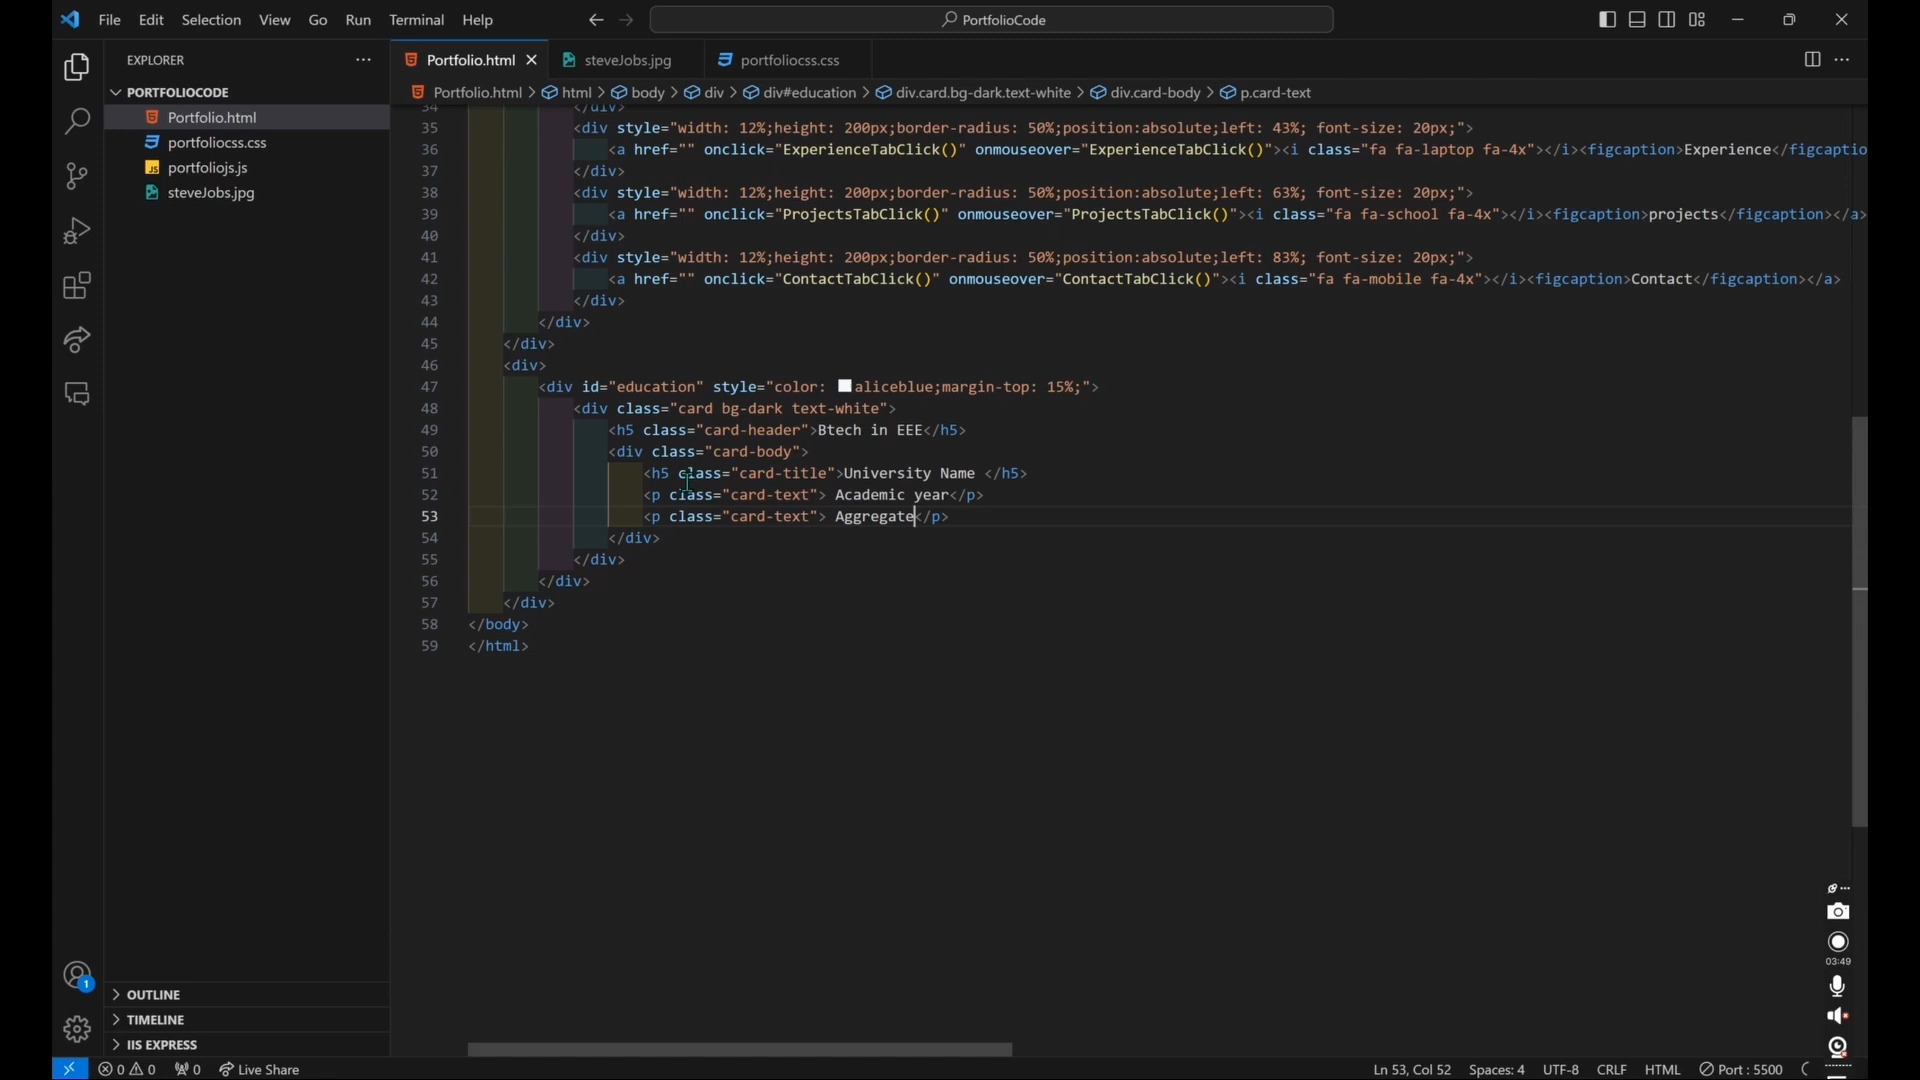 File Edit Selection View Go Run Terminal Help
PortfolioCode
EXPLORER
PORTFOLIOCODE
Portfolio.html
portfoliocss.css
portfoliojs.js
steveJobs.jpg
Portfolio.html steveJobs.jpg portfoliocss.css
Portfolio.html > html > body > div > div#education > div.card.bg-dark.text-white > div.card-body > p.card-text
34 </div>
35 <div style="width: 12%;height: 200px;border-radius: 50%;position:absolute;left: 43%; font-size: 20px;">
36 <a href="" onclick="ExperienceTabClick()" onmouseover="ExperienceTabClick()"><i class="fa fa-laptop fa-4x"></i><figcaption>Experience</figcaptio
37 </div>
38 <div style="width: 12%;height: 200px;border-radius: 50%;position:absolute;left: 63%; font-size: 20px;">
39 <a href="" onclick="ProjectsTabClick()" onmouseover="ProjectsTabClick()"><i class="fa fa-school fa-4x"></i><figcaption>projects</figcaption></a>
40 </div>
41 <div style="width: 12%;height: 200px;border-radius: 50%;position:absolute;left: 83%; font-size: 20px;">
42 <a href="" onclick="ContactTabClick()" onmouseover="ContactTabClick()"><i class="fa fa-mobile fa-4x"></i><figcaption>Contact</figcaption></a>
43 </div>
44 </div>
45 </div>
46 <div>
47 <div id="education" style="color: aliceblue;margin-top: 15%;">
48 <div class="card bg-dark text-white">
49 <h5 class="card-header">Btech in EEE</h5>
50 <div class="card-body">
51 <h5 class="card-title">University Name </h5>
52 <p class="card-text"> Academic year</p>
53 <p class="card-text"> Aggregate</p>
54 </div>
55 </div>
56 </div>
57 </div>
58 </body>
59 </html>
03:49
1
OUTLINE
TIMELINE
IIS EXPRESS
0 0 0 Live Share
Ln 53, Col 52 Spaces: 4 UTF-8 CRLF HTML Port : 5500